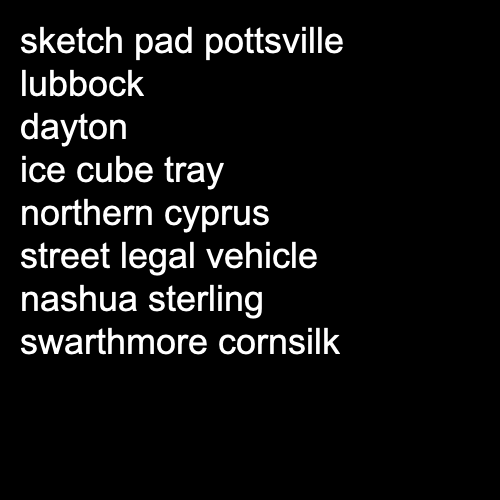 sketch pad pottsville
lubbock
dayton
ice cube tray
northern cyprus
street legal vehicle
nashua sterling
swarthmore cornsilk